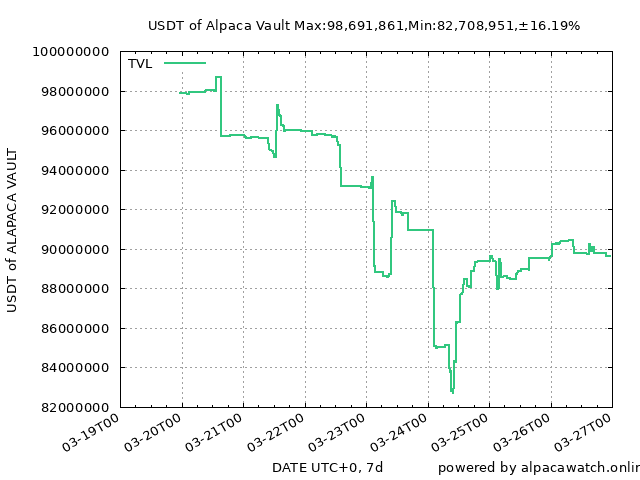 USDT of Alpaca Vault Max:98,691,861,Min:82,708,951,±16.19%
TVL
100000000
98000000
96000000
94000000
92000000
90000000
88000000
86000000
84000000
82000000
USDT of ALAPACA VAULT
03-19T00
03-20T00
03-21T00
03-22T00
03-23T00
03-24T00
03-25T00
03-26T00
03-27T00
DATE UTC+0, 7d
powered by alpacawatch.onlin